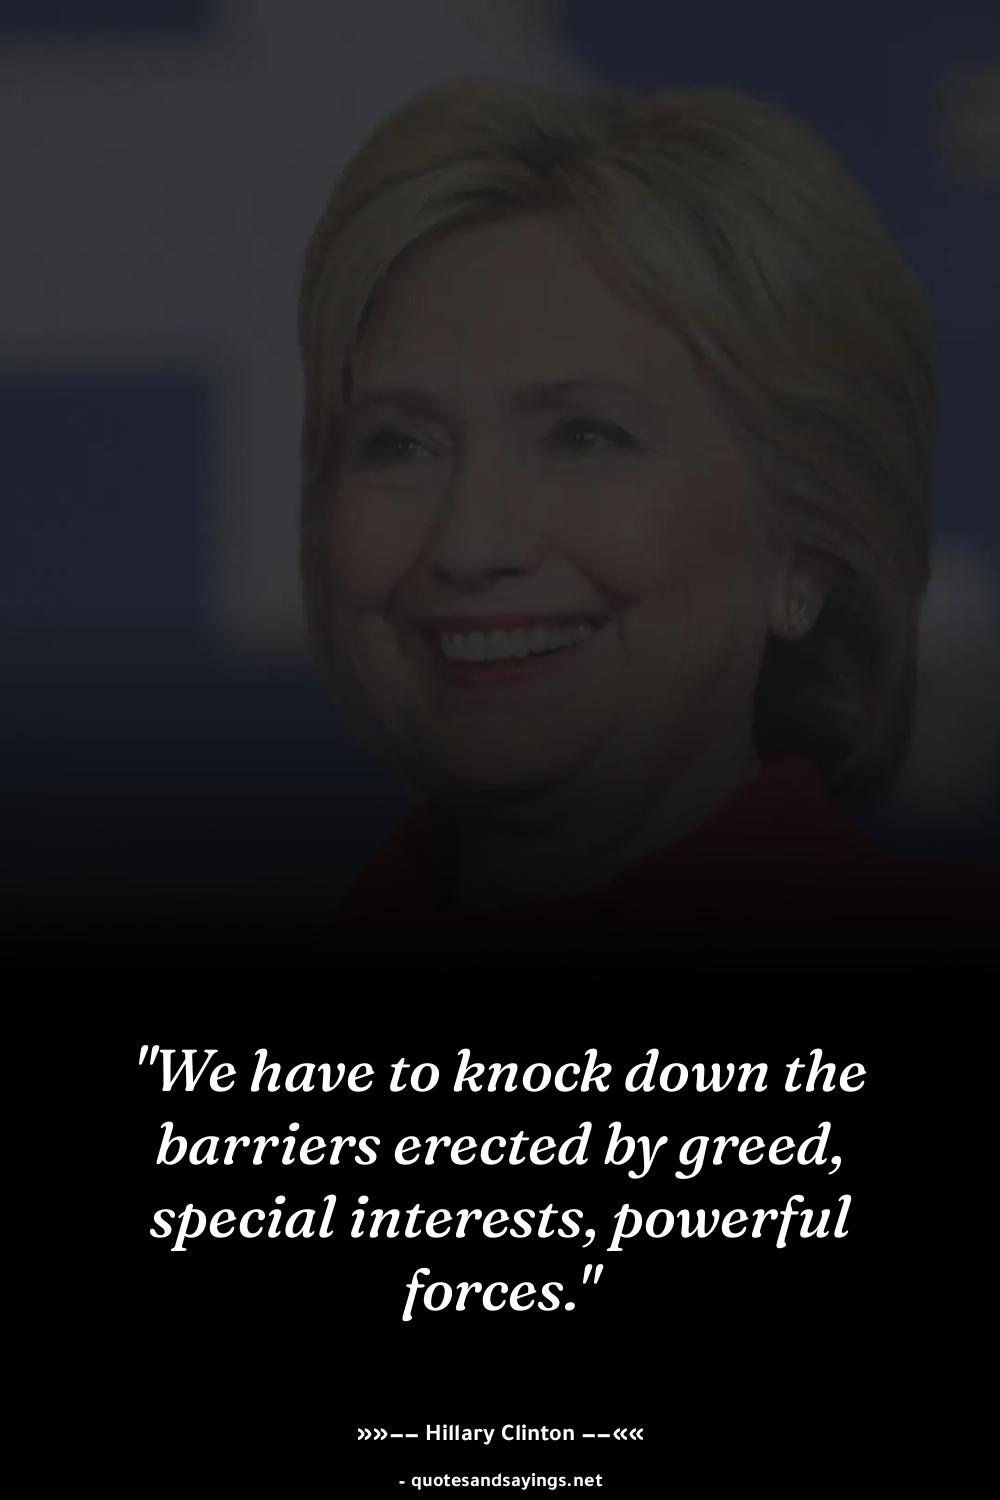 "We have to knock down the
barriers erected by greed,
special interests, powerful
forces."
»»−− Hillary Clinton −−««
- quotesandsayings.net